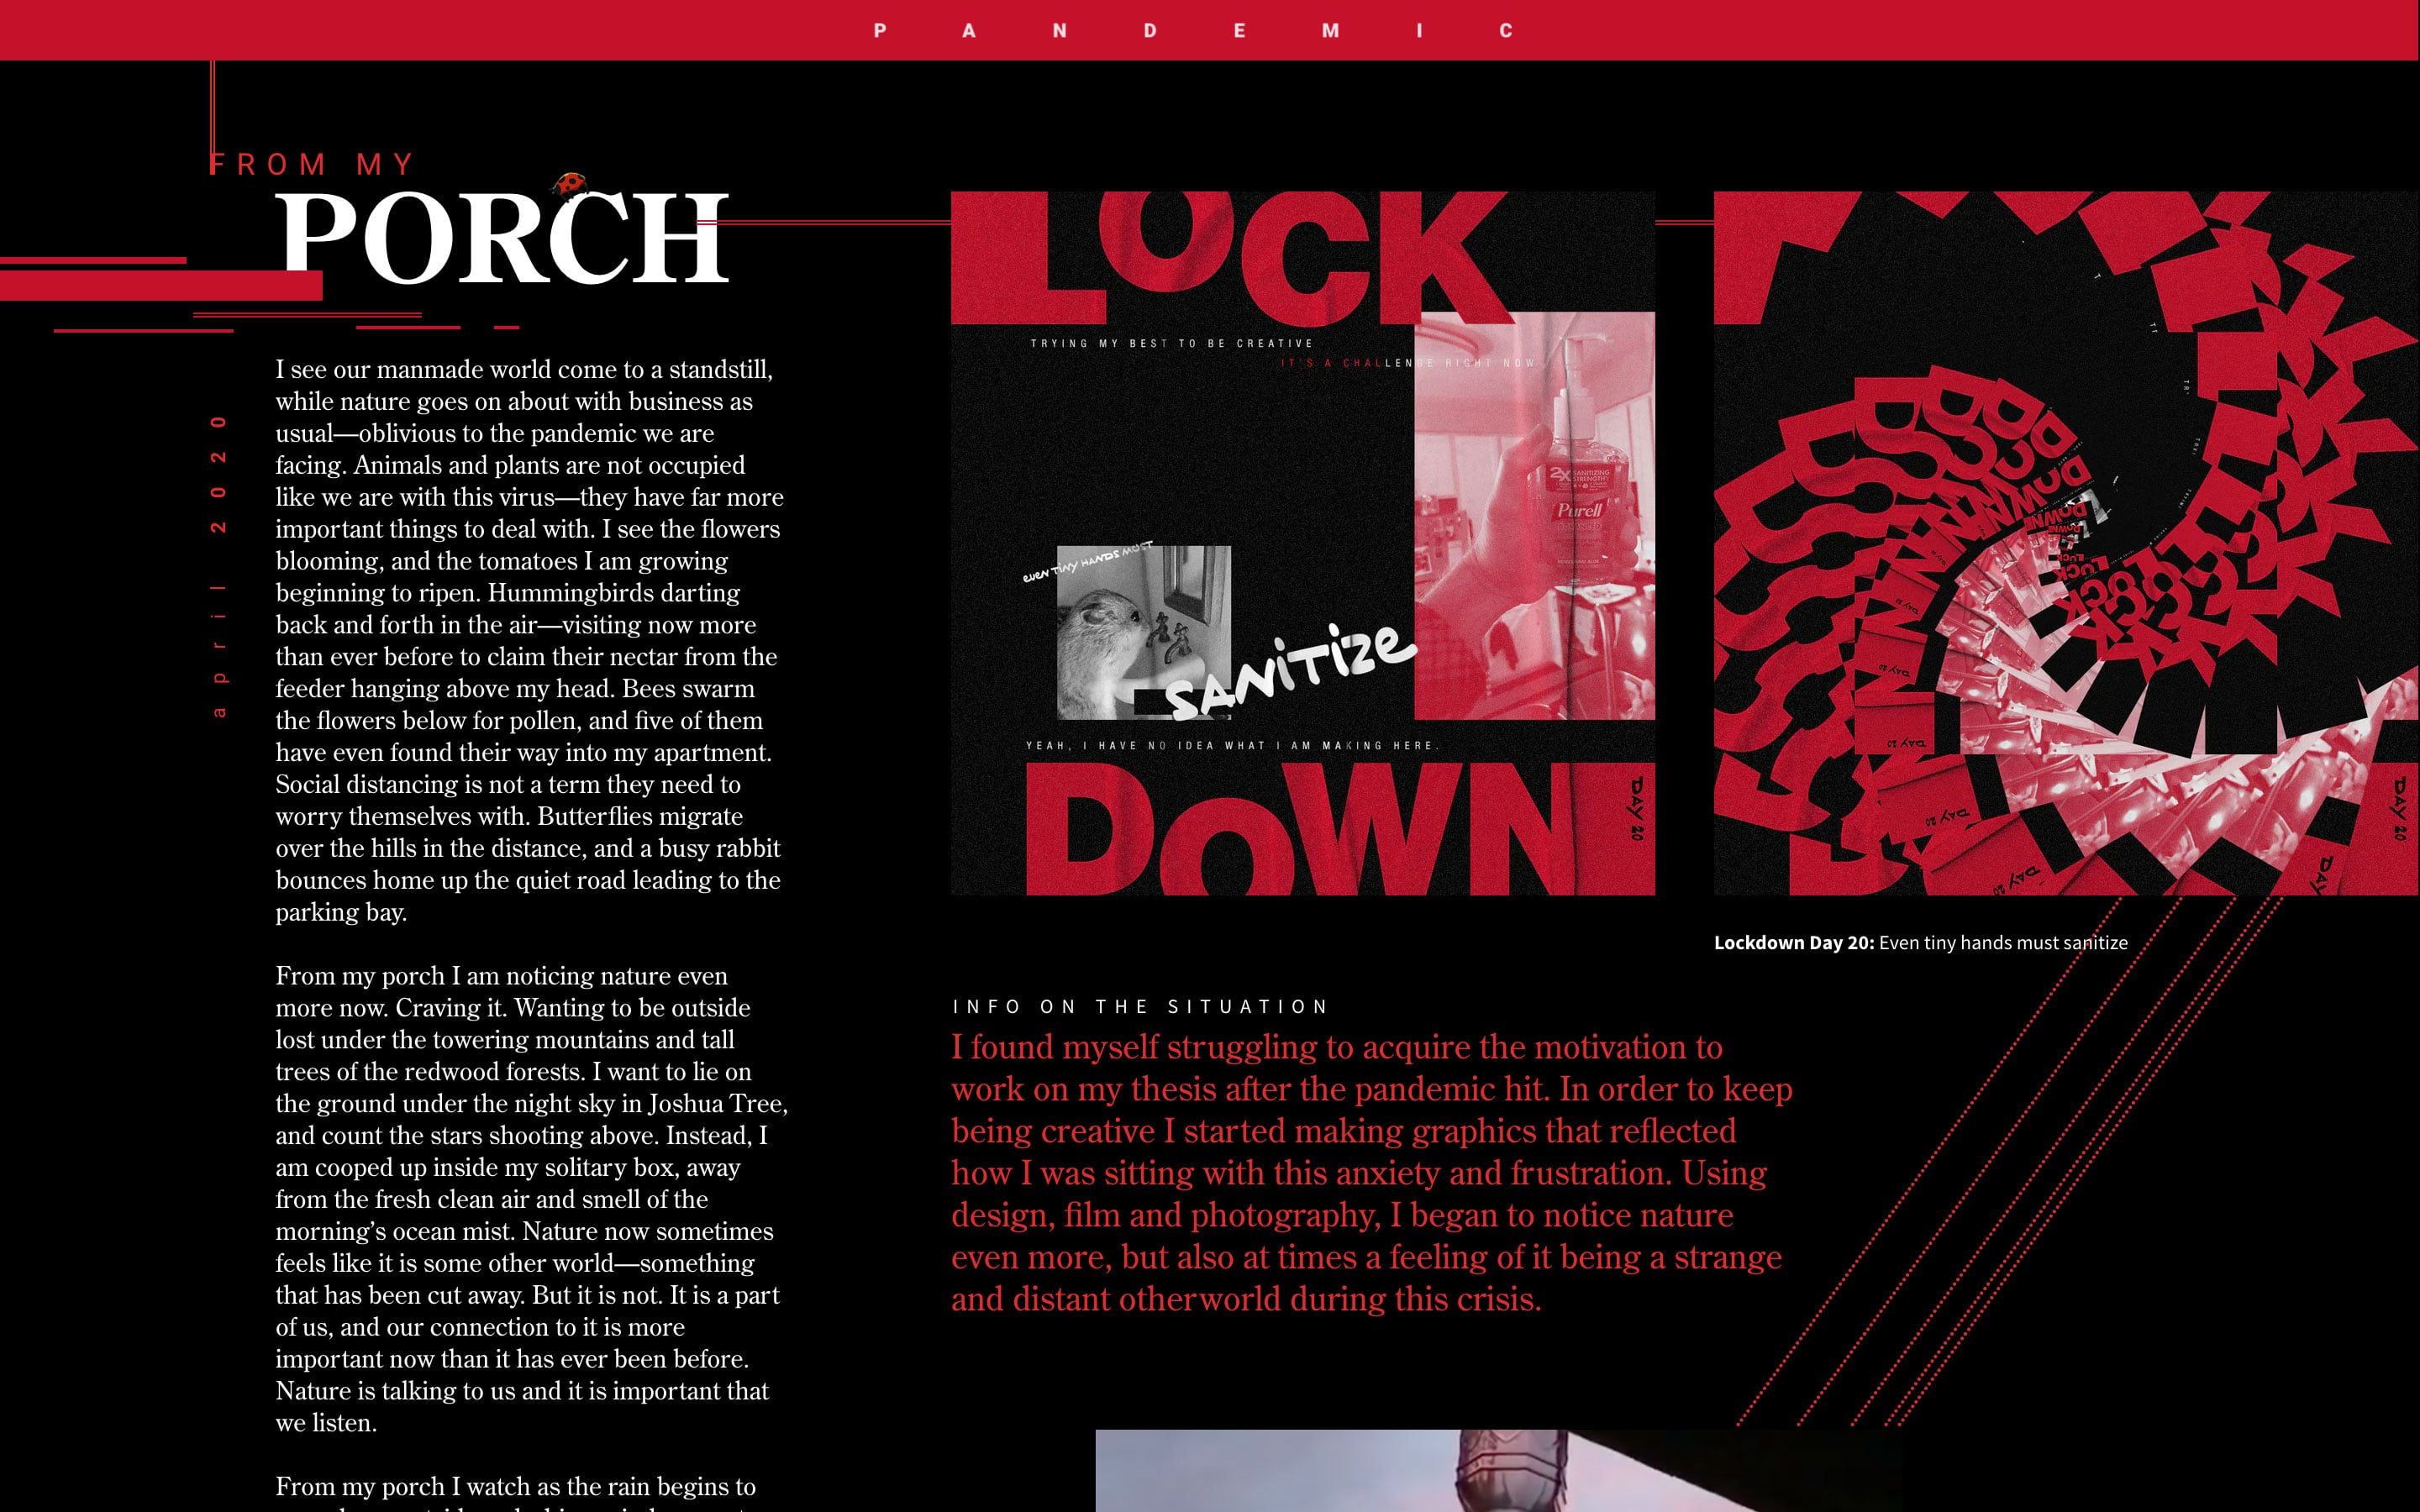 PANDEMIC
FROM MY
PORCH
april 2020
I see our manmade world come to a standstill,
while nature goes on about with business as
usual—oblivious to the pandemic we are
facing. Animals and plants are not occupied
like we are with this virus—they have far more
important things to deal with. I see the flowers
blooming, and the tomatoes I am growing
beginning to ripen. Hummingbirds darting
back and forth in the air—visiting now more
than ever before to claim their nectar from the
feeder hanging above my head. Bees swarm
the flowers below for pollen, and five of them
have even found their way into my apartment.
Social distancing is not a term they need to
worry themselves with. Butterflies migrate
over the hills in the distance, and a busy rabbit
bounces home up the quiet road leading to the
parking bay.
From my porch I am noticing nature even
more now. Craving it. Wanting to be outside
lost under the towering mountains and tall
trees of the redwood forests. I want to lie on
the ground under the night sky in Joshua Tree,
and count the stars shooting above. Instead, I
am cooped up inside my solitary box, away
from the fresh clean air and smell of the
morning’s ocean mist. Nature now sometimes
feels like it is some other world—something
that has been cut away. But it is not. It is a part
of us, and our connection to it is more
important now than it has ever been before.
Nature is talking to us and it is important that
we listen.
From my porch I watch as the rain begins to
LOCK
TRYING MY BEST TO BE CREATIVE
IT'S A CHALLENGE RIGHT NOW
2X SANITIZING
STRENGTH
Purell
ADVANCED
even TINY HANDS MUST
SANITIZE
YEAH, I HAVE NO IDEA WHAT I AM MAKING HERE.
DOWN
DAY 20
DOWN
LOCK
DAY 20
Lockdown Day 20: Even tiny hands must sanitize
INFO ON THE SITUATION
I found myself struggling to acquire the motivation to
work on my thesis after the pandemic hit. In order to keep
being creative I started making graphics that reflected
how I was sitting with this anxiety and frustration. Using
design, film and photography, I began to notice nature
even more, but also at times a feeling of it being a strange
and distant otherworld during this crisis.